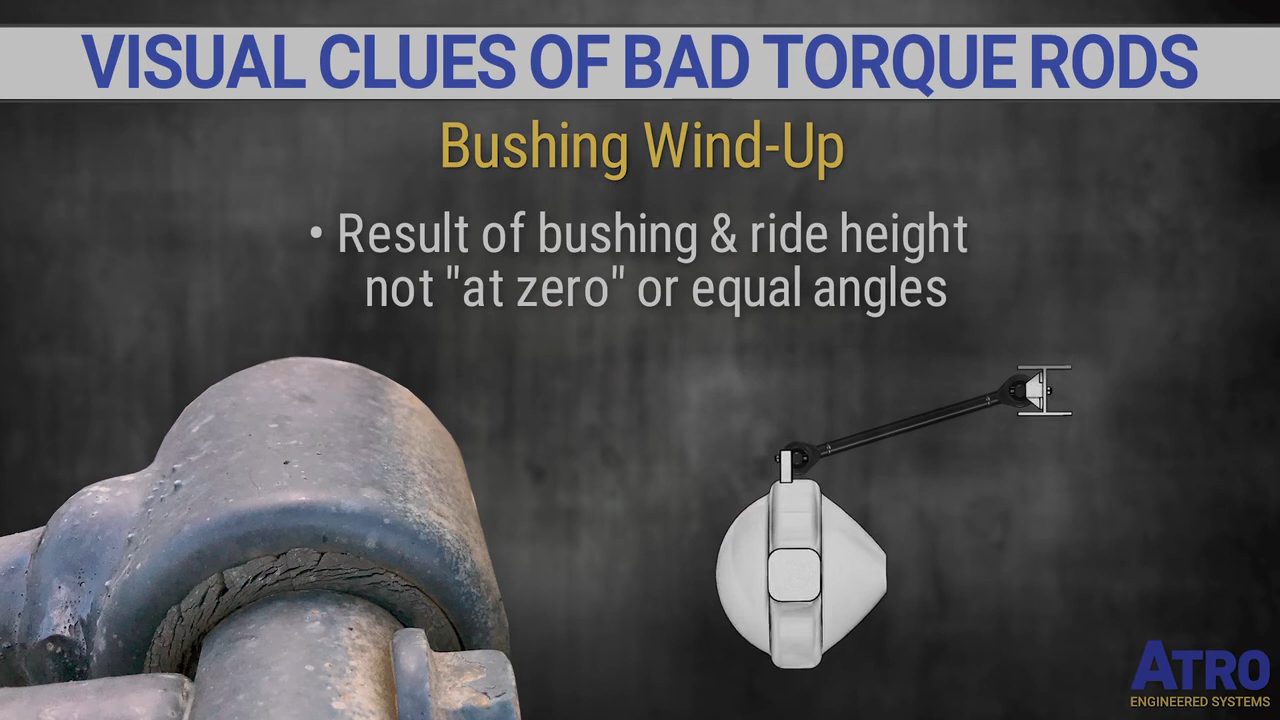 VISUAL CLUES OF BAD TORQUE RODS
Bushing Wind-Up
• Result of bushing & ride height
not "at zero" or equal angles
ATRO
ENGINEERED SYSTEMS